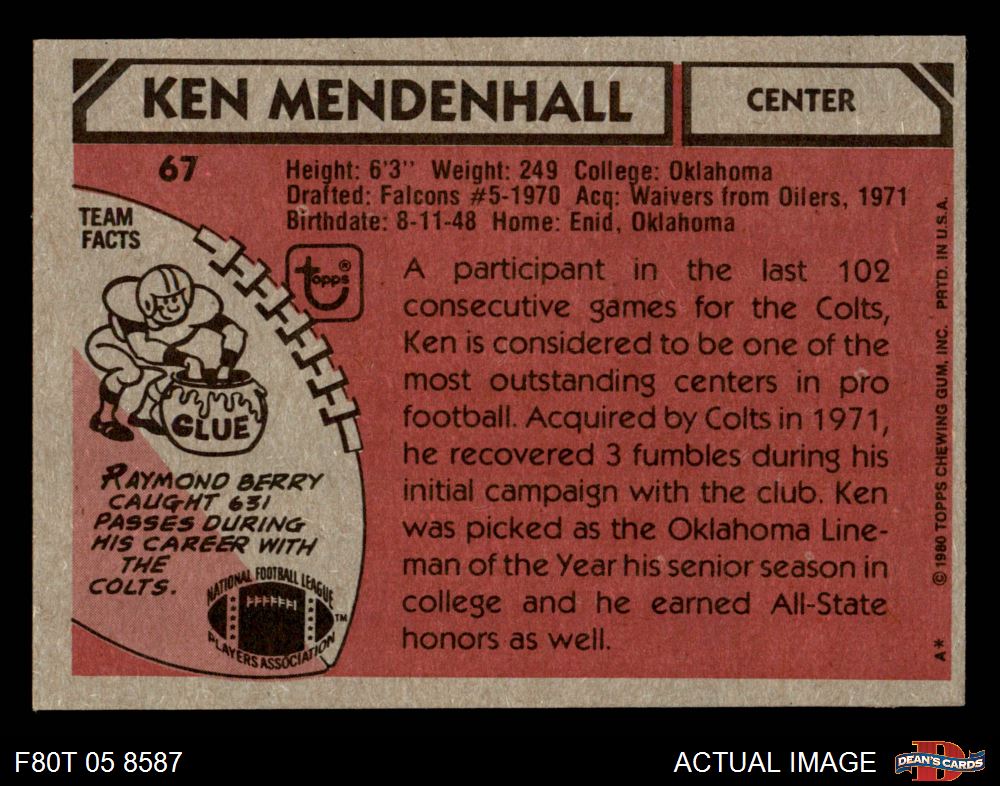 KEN MENDENHALL
CENTER
67
Height: 6'3" Weight: 249 College: Oklahoma
Drafted: Falcons #5-1970 Acq: Waivers from Oilers, 1971
Birthdate: 8-11-48 Home: Enid, Oklahoma
TEAM
FACTS
topps®
GLUE
RAYMOND BERRY
CAUGHT 631
PASSES DURING
HIS CAREER WITH
THE
COLTS.
NATIONAL FOOTBALL LEAGUE
PLAYERS ASSOCIATION
TM
A participant in the last 102
consecutive games for the Colts,
Ken is considered to be one of the
most outstanding centers in pro
football. Acquired by Colts in 1971,
he recovered 3 fumbles during his
initial campaign with the club. Ken
was picked as the Oklahoma Line-
man of the Year his senior season in
college and he earned All-State
honors as well.
A* © 1980 TOPPS CHEWING GUM, INC. PRTD. IN U.S.A.
F80T 05 8587
ACTUAL IMAGE
D
DEAN'S CARDS